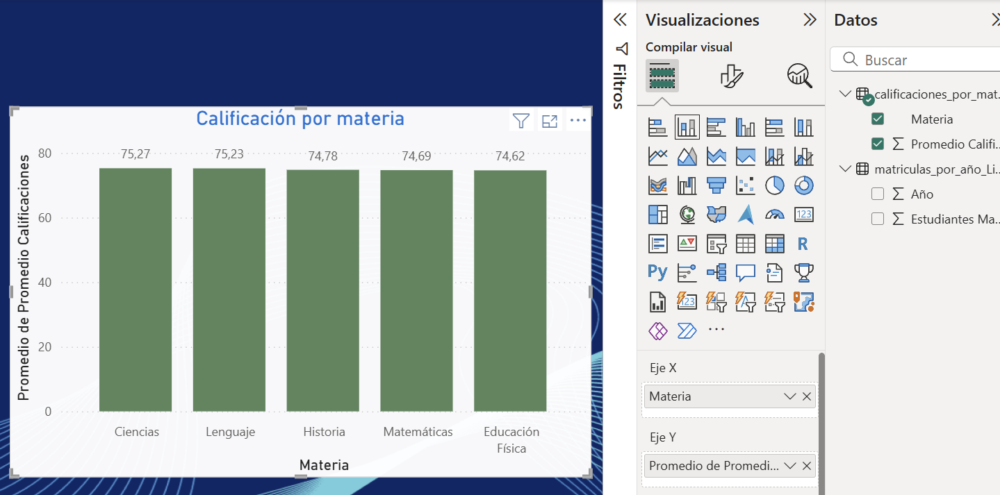 Calificación por materia
Promedio de Promedio Calificaciones
80
60
40
20
0
75,27
75,23
74,78
74,69
74,62
Ciencias
Lenguaje
Historia
Matemáticas
Educación
Física
Materia
Filtros
Visualizaciones
Compilar visual
123
R
Py
123
Eje X
Materia
Eje Y
Promedio de Promedi...
Datos
Buscar
calificaciones_por_mat...
Materia
Promedio Califi...
matriculas_por_año_Li...
Año
Estudiantes Ma...